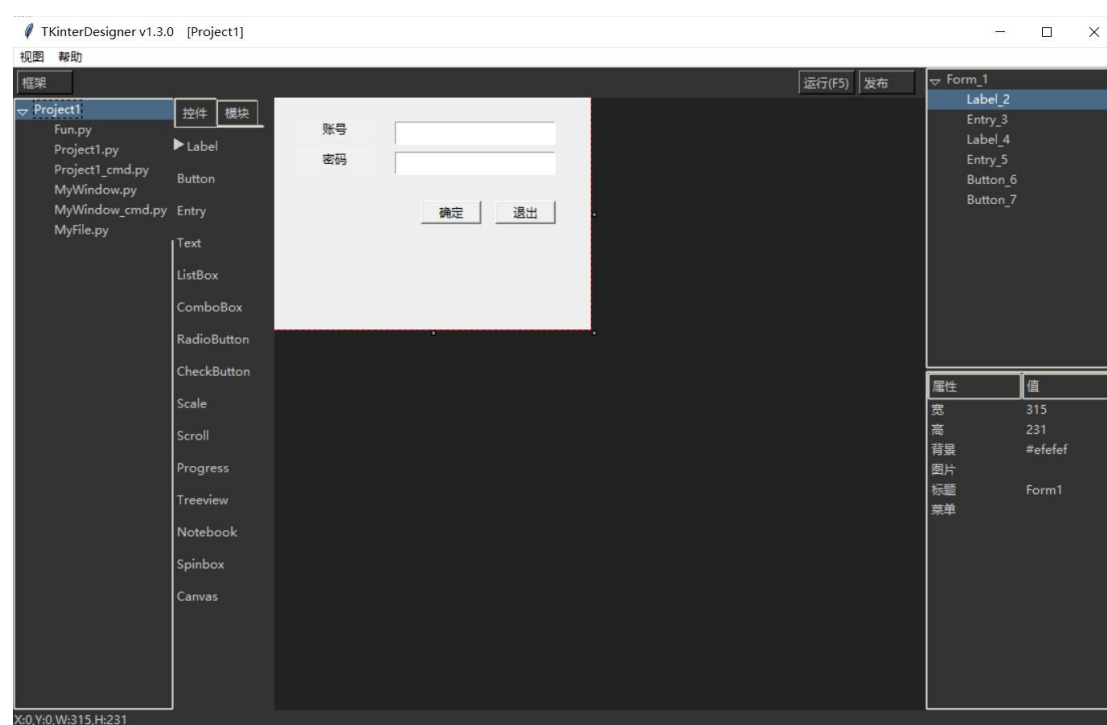 TKinterDesigner v1.3.0 [Project1]
视图 帮助
框架
运行(F5) 发布
Project1
Fun.py
Project1.py
Project1_cmd.py
MyWindow.py
MyWindow_cmd.py
MyFile.py
控件 模块
Label
Button
Entry
Text
ListBox
ComboBox
RadioButton
CheckButton
Scale
Scroll
Progress
Treeview
Notebook
Spinbox
Canvas
账号
密码
确定 退出
Form_1
Label_2
Entry_3
Label_4
Entry_5
Button_6
Button_7
属性 值
宽 315
高 231
背景 #efefef
图片
标题 Form1
菜单
X:0,Y:0,W:315,H:231